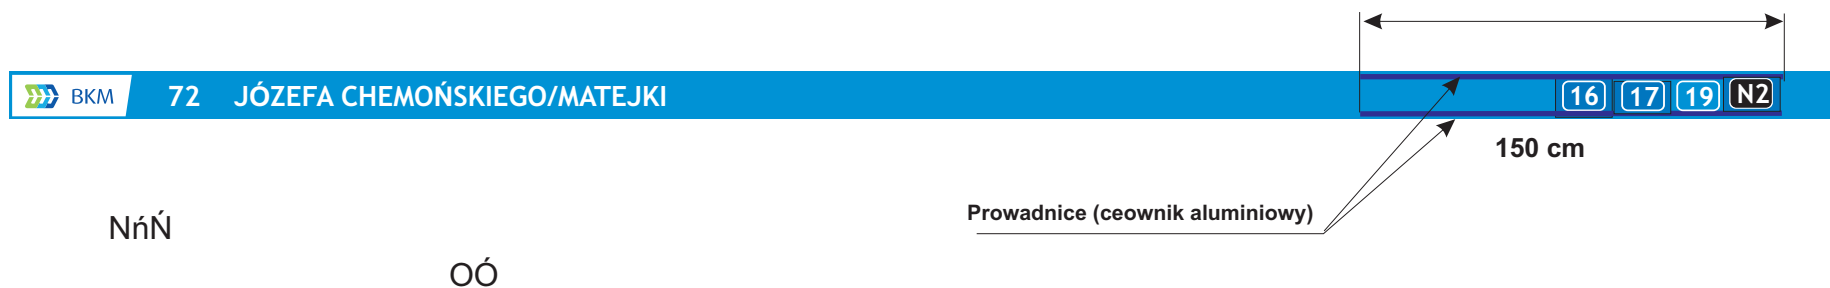 BKM 72 JÓZEFA CHEMOŃSKIEGO/MATEJKI 16 17 19 N2
150 cm
Prowadnice (ceownik aluminiowy)
NńŃ
OÓ